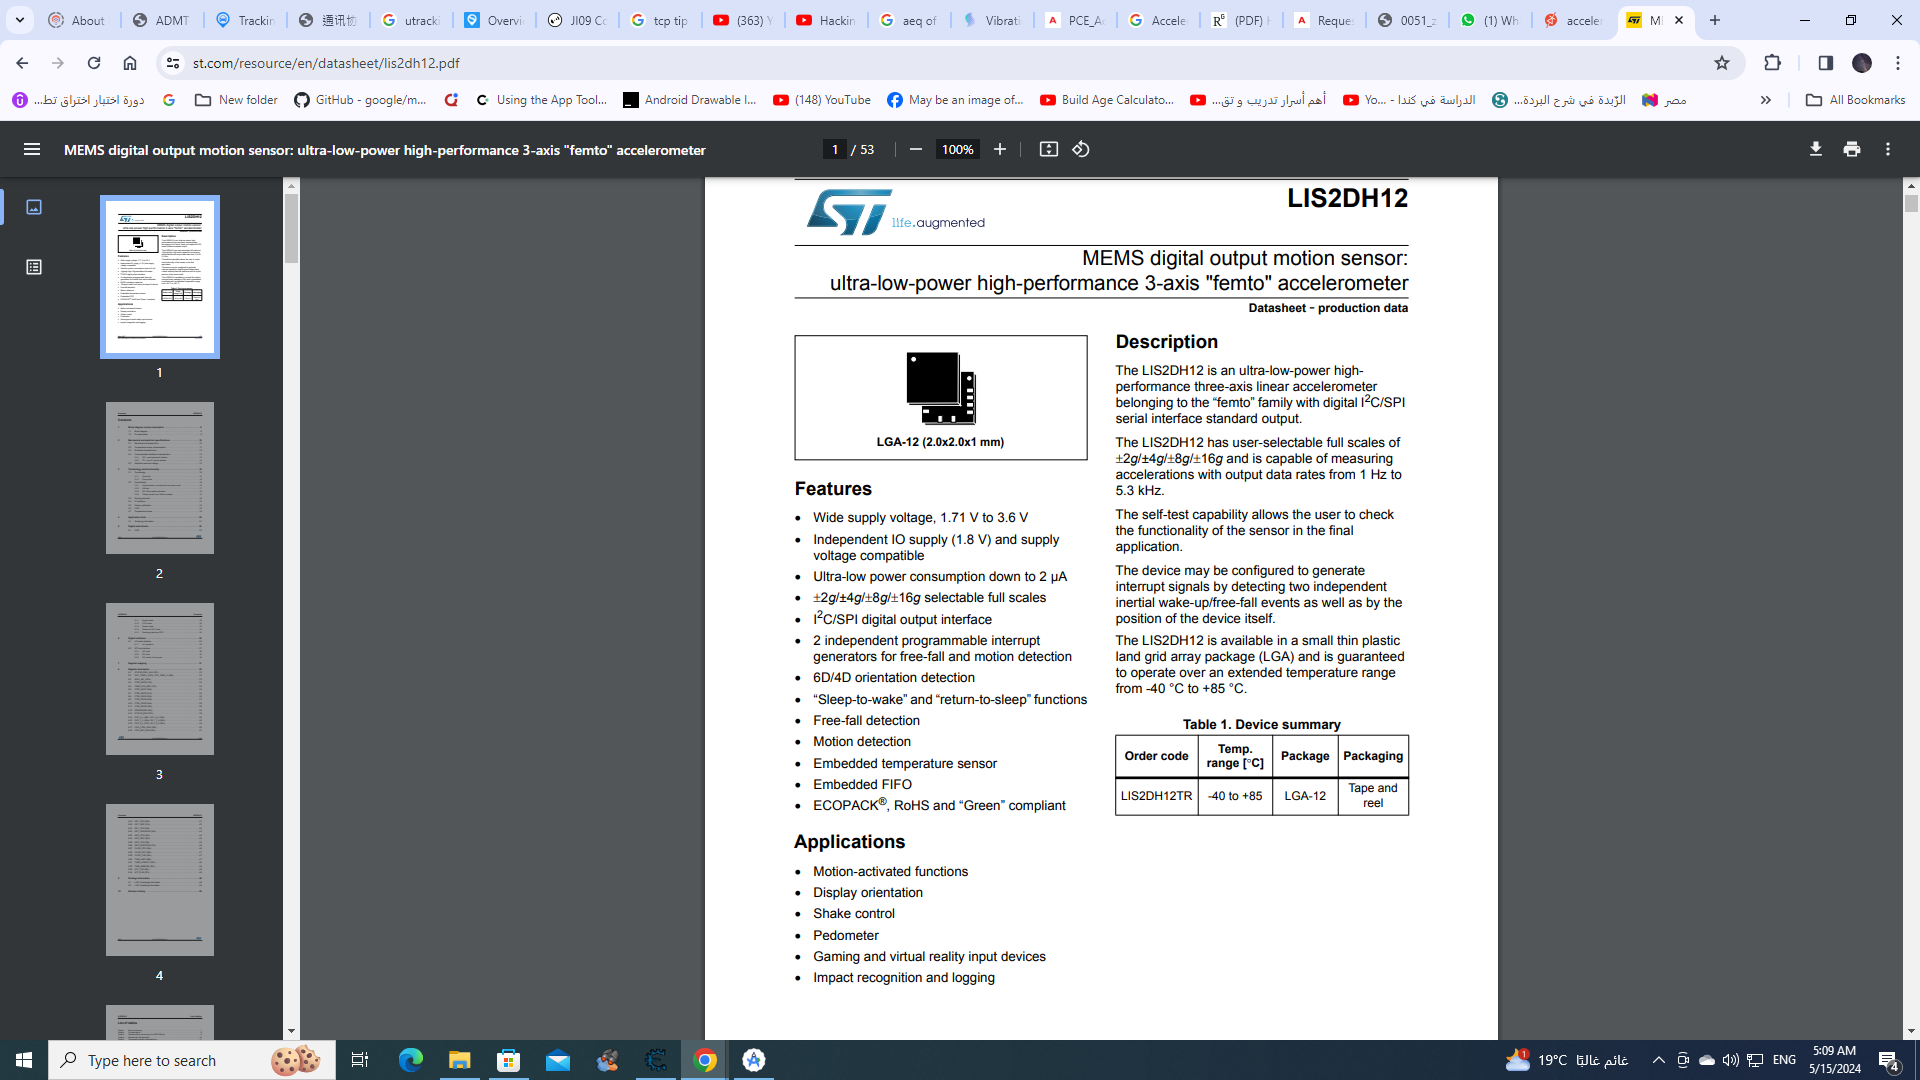 About
ADMT
Trackin
通讯协
utracki
Overvi
JI09 Co
tcp tip
(363) Y
Hackin
aeq of
Vibrati
PCE_A
Accele
(PDF) H
Reques
0051_z
(1) Wh
acceler
MI
st.com/resource/en/datasheet/lis2dh12.pdf
دورة اختبار اختراق تط...
New folder
GitHub - google/m...
Using the App Tool...
Android Drawable I...
(148) YouTube
May be an image of...
Build Age Calculato...
أهم أسرار تدريب و تق...
الدراسة في كندا - Yo...
الزبدة في شرح البردة...
مصر
All Bookmarks
MEMS digital output motion sensor: ultra-low-power high-performance 3-axis "femto" accelerometer
1 / 53
100%
1
2
3
4
life.augmented
LIS2DH12
MEMS digital output motion sensor:
ultra-low-power high-performance 3-axis "femto" accelerometer
Datasheet - production data
LGA-12 (2.0x2.0x1 mm)
Features
• Wide supply voltage, 1.71 V to 3.6 V
• Independent IO supply (1.8 V) and supply
voltage compatible
• Ultra-low power consumption down to 2 μA
• ±2g/±4g/±8g/±16g selectable full scales
• I2C/SPI digital output interface
• 2 independent programmable interrupt
generators for free-fall and motion detection
• 6D/4D orientation detection
• “Sleep-to-wake” and “return-to-sleep” functions
• Free-fall detection
• Motion detection
• Embedded temperature sensor
• Embedded FIFO
• ECOPACK®, RoHS and “Green” compliant
Applications
• Motion-activated functions
• Display orientation
• Shake control
• Pedometer
• Gaming and virtual reality input devices
• Impact recognition and logging
Description
The LIS2DH12 is an ultra-low-power high-
performance three-axis linear accelerometer
belonging to the “femto” family with digital I2C/SPI
serial interface standard output.
The LIS2DH12 has user-selectable full scales of
±2g/±4g/±8g/±16g and is capable of measuring
accelerations with output data rates from 1 Hz to
5.3 kHz.
The self-test capability allows the user to check
the functionality of the sensor in the final
application.
The device may be configured to generate
interrupt signals by detecting two independent
inertial wake-up/free-fall events as well as by the
position of the device itself.
The LIS2DH12 is available in a small thin plastic
land grid array package (LGA) and is guaranteed
to operate over an extended temperature range
from -40 °C to +85 °C.
Table 1. Device summary
Order code
Temp.
range [°C]
Package
Packaging
LIS2DH12TR
-40 to +85
LGA-12
Tape and
reel
Type here to search
19°C غائم غالبًا
ENG
5:09 AM
5/15/2024
4